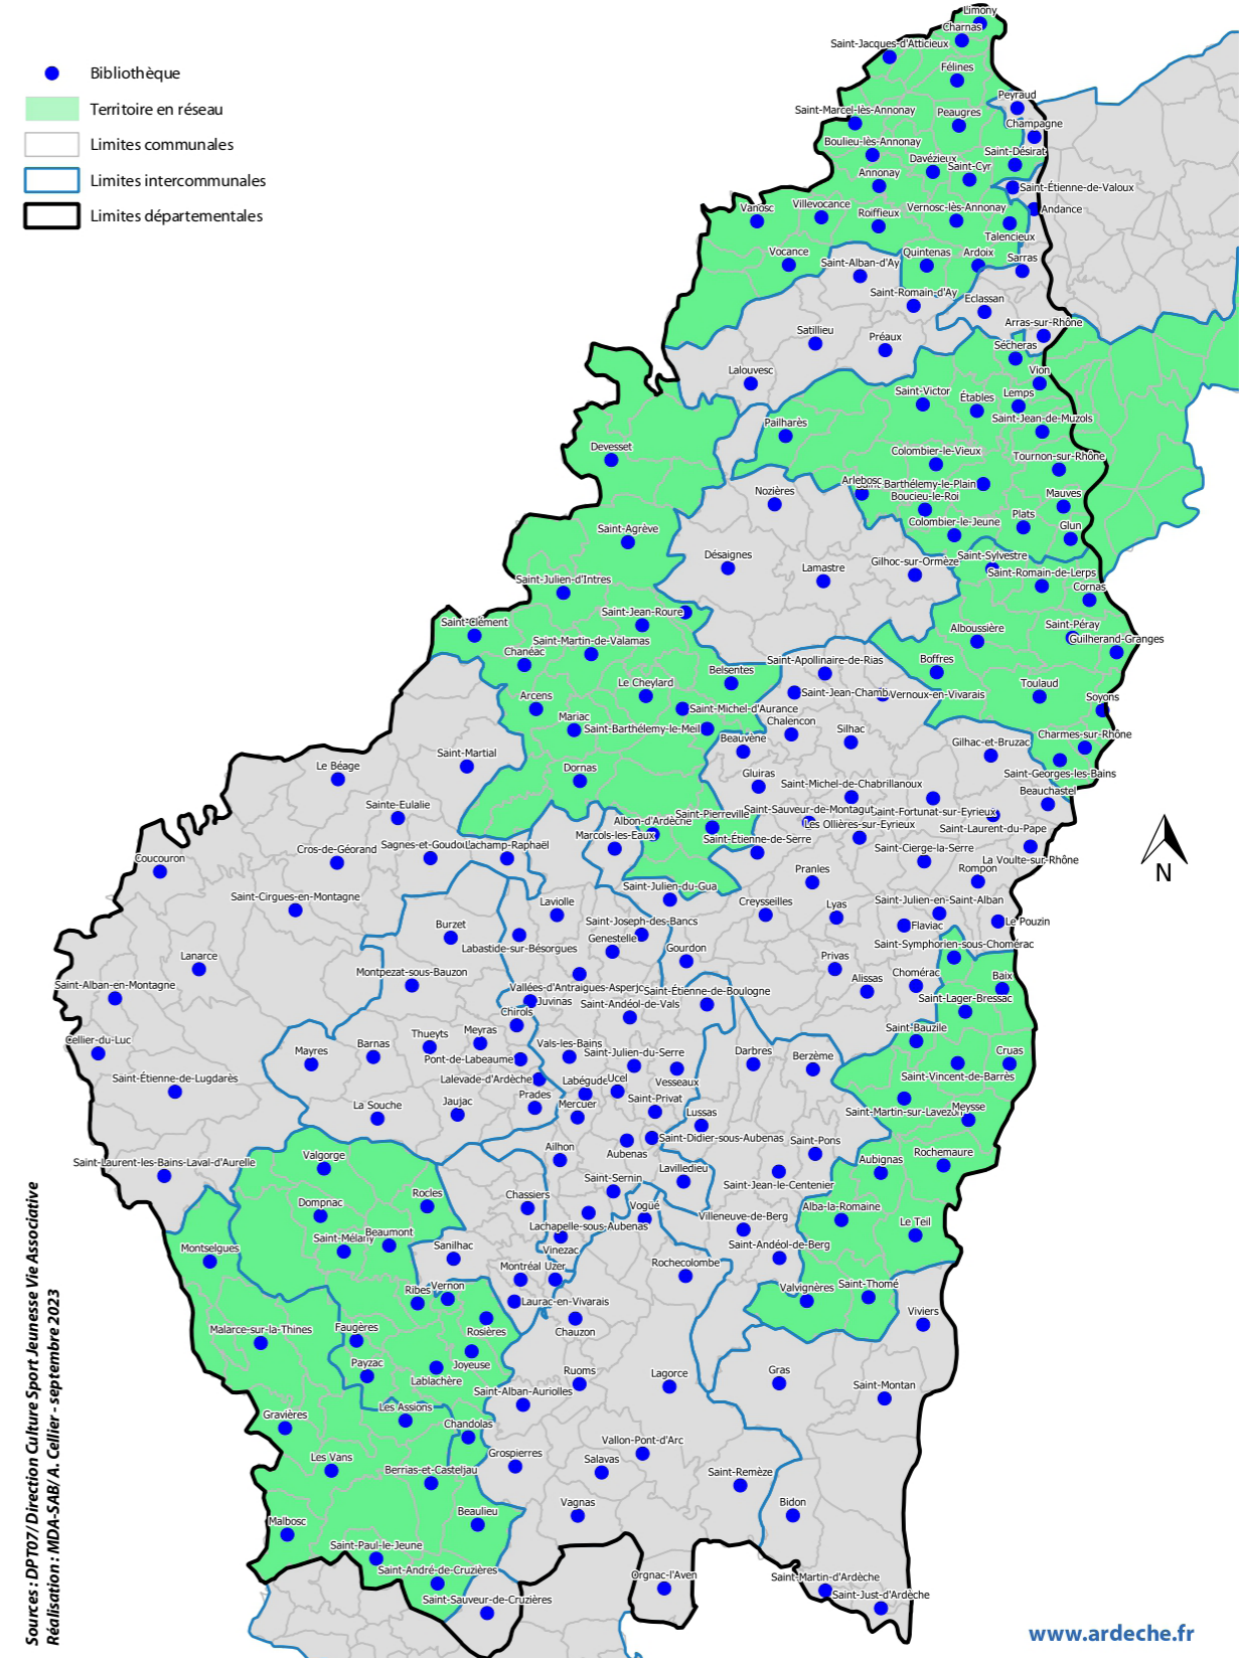 Bibliothèque
Territoire en réseau
Limites communales
Limites intercommunales
Limites départementales
Limony
Charnas
Saint-Jacques-d'Atticieux
Félines
Peyraud
Saint-Marcel-lès-Annonay
Peaugres
Champagne
Boulieu-lès-Annonay
Saint-Désirat
Davézieux
Saint-Cyr
Annonay
Saint-Étienne-de-Valoux
Vanosc
Villevocance
Roiffieux
Vernosc-lès-Annonay
Andance
Talencieux
Vocance
Saint-Alban-d'Ay
Quintenas
Ardoix
Sarras
Saint-Romain-d'Ay
Eclassan
Arras-sur-Rhône
Satillieu
Préaux
Sécheras
Lalouvesc
Vion
Saint-Victor
Étables
Lemps
Saint-Jean-de-Muzols
Pailharès
Devesset
Colombier-le-Vieux
Tournon-sur-Rhône
Arlebosc
Saint-Barthélemy-le-Plain
Nozières
Boucieu-le-Roi
Mauves
Saint-Agrève
Colombier-le-Jeune
Plats
Glun
Désaignes
Lamastre
Gilhoc-sur-Ormèze
Saint-Sylvestre
Saint-Romain-de-Lerps
Saint-Julien-d'Intres
Cornas
Saint-Jean-Roure
Saint-Clément
Alboussière
Saint-Péray
Saint-Martin-de-Valamas
Guilherand-Granges
Chanéac
Saint-Apollinaire-de-Rias
Boffres
Belsentes
Le Cheylard
Toulaud
Arcens
Saint-Jean-Chamb
Vernoux-en-Vivarais
Soyons
Saint-Michel-d'Aurance
Mariac
Saint-Barthélemy-le-Meil
Chalencon
Beauvène
Silhac
Charmes-sur-Rhône
Gilhac-et-Bruzac
Saint-Martial
Le Béage
Dornas
Gluiras
Saint-Georges-les-Bains
Saint-Michel-de-Chabrillanoux
Beauchastel
Sainte-Eulalie
Albon-d'Ardèche
Saint-Pierreville
Saint-Sauveur-de-Montagut
Saint-Fortunat-sur-Eyrieux
Les Ollières-sur-Eyrieux
Saint-Laurent-du-Pape
Marcols-les-Eaux
Saint-Étienne-de-Serre
Cros-de-Géorand
Sagnes-et-Goudou
Lachamp-Raphaël
Saint-Cierge-la-Serre
Coucouron
La Voulte-sur-Rhône
Pranles
Rompon
Saint-Julien-du-Gua
Saint-Cirgues-en-Montagne
Laviolle
Creysseilles
Lyas
Saint-Julien-en-Saint-Alban
Burzet
Saint-Joseph-des-Bancs
Flaviac
Le Pouzin
Labastide-sur-Bésorgues
Genestelle
Gourdon
Saint-Symphorien-sous-Chomérac
Lanarce
Privas
Montpezat-sous-Bauzon
Alissas
Chomérac
Baix
Saint-Alban-en-Montagne
Vallées-d'Antraigues-Asperjoc
Saint-Étienne-de-Boulogne
Juvinas
Saint-Andéol-de-Vals
Saint-Lager-Bressac
Chirols
Cellier-du-Luc
Saint-Bauzile
Mayres
Barnas
Thueyts
Meyras
Pont-de-Labeaume
Vals-les-Bains
Saint-Julien-du-Serre
Darbres
Berzème
Cruas
Saint-Étienne-de-Lugdarès
Lalevade-d'Ardèche
Labégude
Ucel
Vesseaux
Saint-Vincent-de-Barrès
La Souche
Jaujac
Prades
Mercuer
Saint-Privat
Lussas
Saint-Martin-sur-Lavezon
Meysse
Saint-Didier-sous-Aubenas
Aubenas
Saint-Pons
Ailhon
Rochemaure
Aubignas
Valgorge
Saint-Laurent-les-Bains-Laval-d'Aurelle
Lavilledieu
Saint-Sernin
Saint-Jean-le-Centenier
Dompnac
Rocles
Chassiers
Lachapelle-sous-Aubenas
Vogüé
Villeneuve-de-Berg
Alba-la-Romaine
Le Teil
Saint-Mélany
Beaumont
Sanilhac
Vinezac
Saint-Andéol-de-Berg
Montselgues
Montréal
Uzer
Rochecolombe
Ribes
Vernon
Laurac-en-Vivarais
Valvignères
Saint-Thomé
Viviers
Malarce-sur-la-Thines
Faugères
Rosières
Chauzon
Payzac
Joyeuse
Lablachère
Ruoms
Lagorce
Gras
Saint-Montan
Saint-Alban-Auriolles
Gravières
Les Assions
Chandolas
Vallon-Pont-d'Arc
Les Vans
Berrias-et-Casteljau
Grospierres
Salavas
Saint-Remèze
Malbosc
Beaulieu
Vagnas
Bidon
Saint-Paul-le-Jeune
Saint-André-de-Cruzières
Orgnac-l'Aven
Saint-Martin-d'Ardèche
Saint-Sauveur-de-Cruzières
Saint-Just-d'Ardèche
N
Sources : DPT07/ Direction Culture Sport Jeunesse Vie Associative
Réalisation : MDA-SAB/ A. Cellier - septembre 2023
www.ardeche.fr